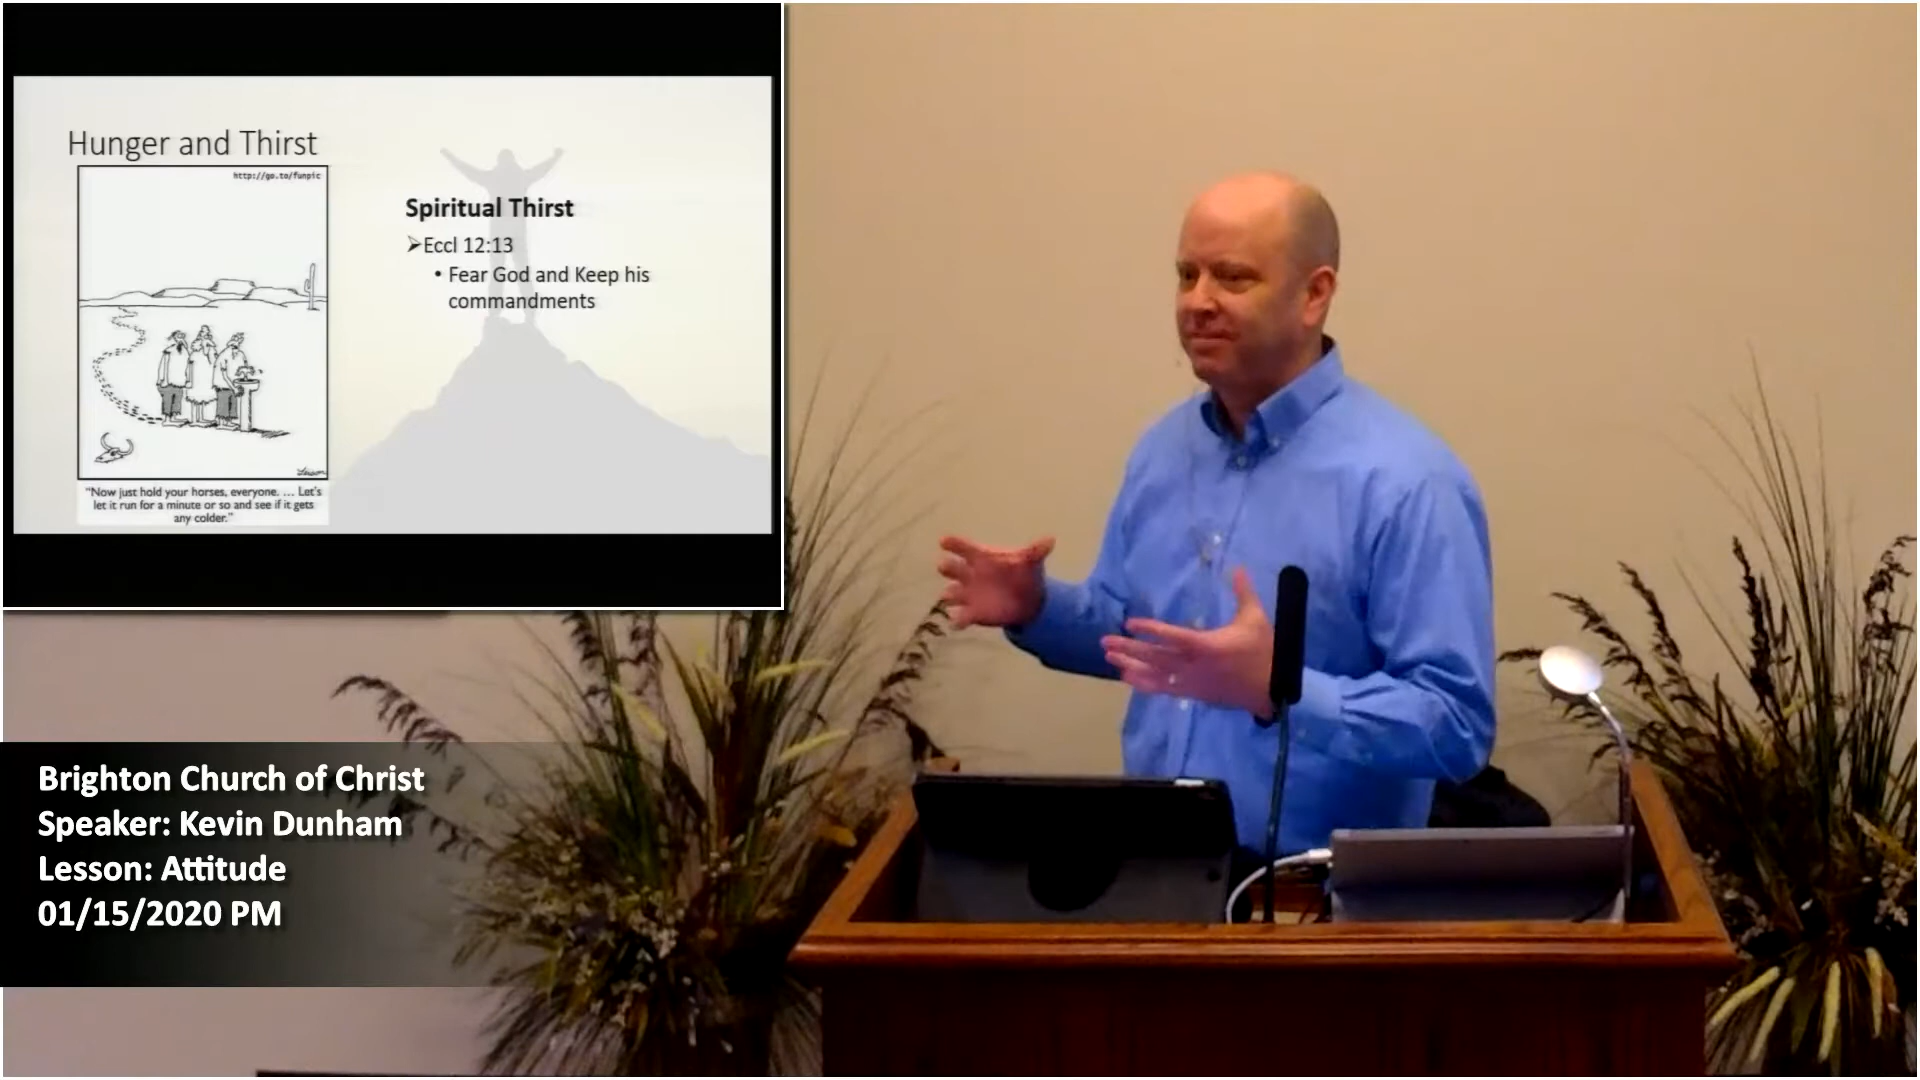 Hunger and Thirst
http://go.to/funpic
Larson
"Now just hold your horses, everyone. ... Let's
let it run for a minute or so and see if it gets
any colder."
Spiritual Thirst
➢Eccl 12:13
• Fear God and Keep his
commandments
Brighton Church of Christ
Speaker: Kevin Dunham
Lesson: Attitude
01/15/2020 PM